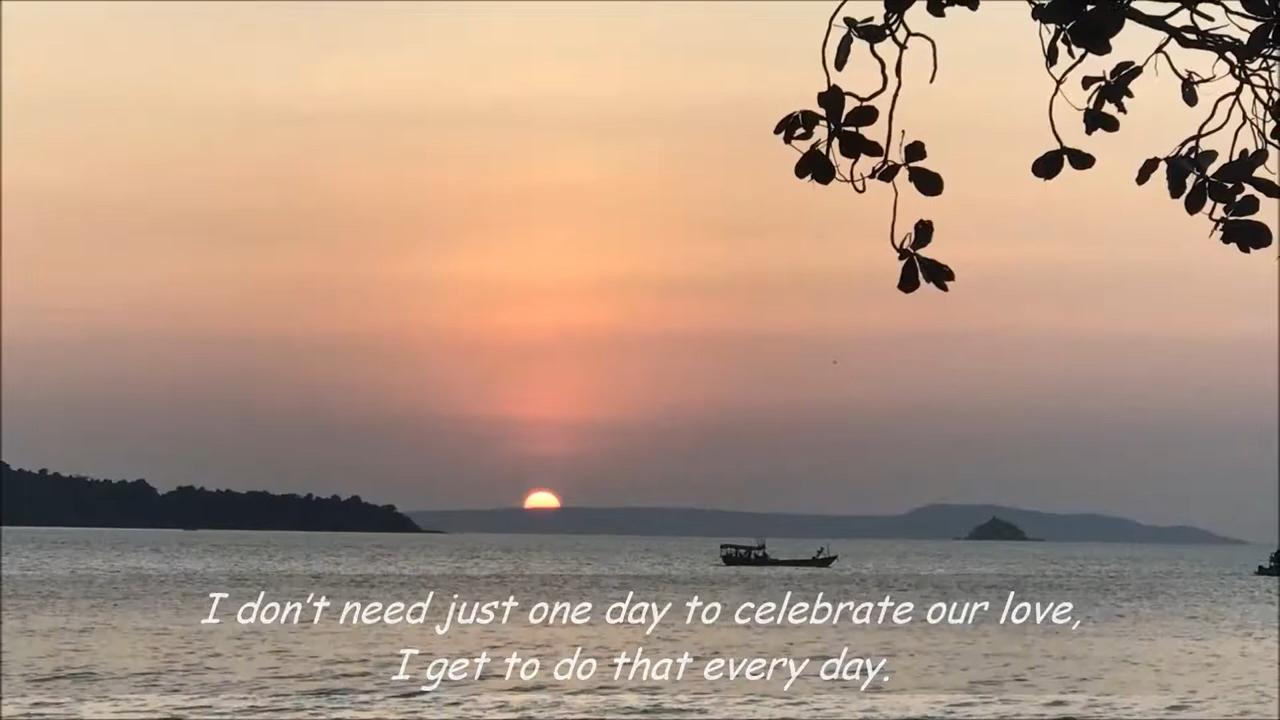 I don't need just one day to celebrate our love,
I get to do that every day.